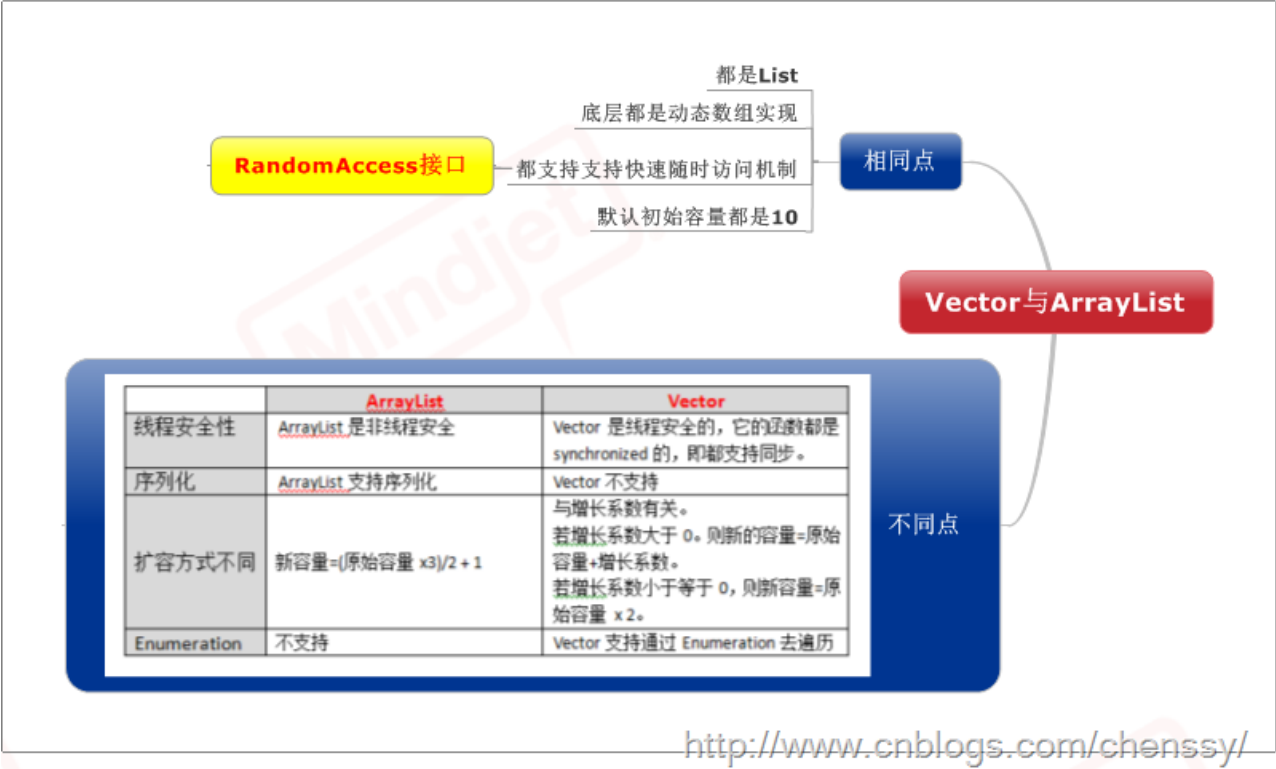 都是List
底层都是动态数组实现
RandomAccess接口
都支持支持快速随时访问机制
默认初始容量都是10
相同点
Vector与ArrayList
ArrayList
Vector
线程安全性
ArrayList 是非线程安全
Vector 是线程安全的，它的函数都是
synchronized 的，即都支持同步。
序列化
ArrayList 支持序列化
Vector 不支持
扩容方式不同
新容量=(原始容量 x3)/2 + 1
与增长系数有关。
若增长系数大于 0。则新的容量=原始
容量+增长系数。
若增长系数小于等于 0，则新容量=原
始容量 x 2。
Enumeration
不支持
Vector 支持通过 Enumeration 去遍历
不同点
Mindjet
http://www.cnblogs.com/chenssy/